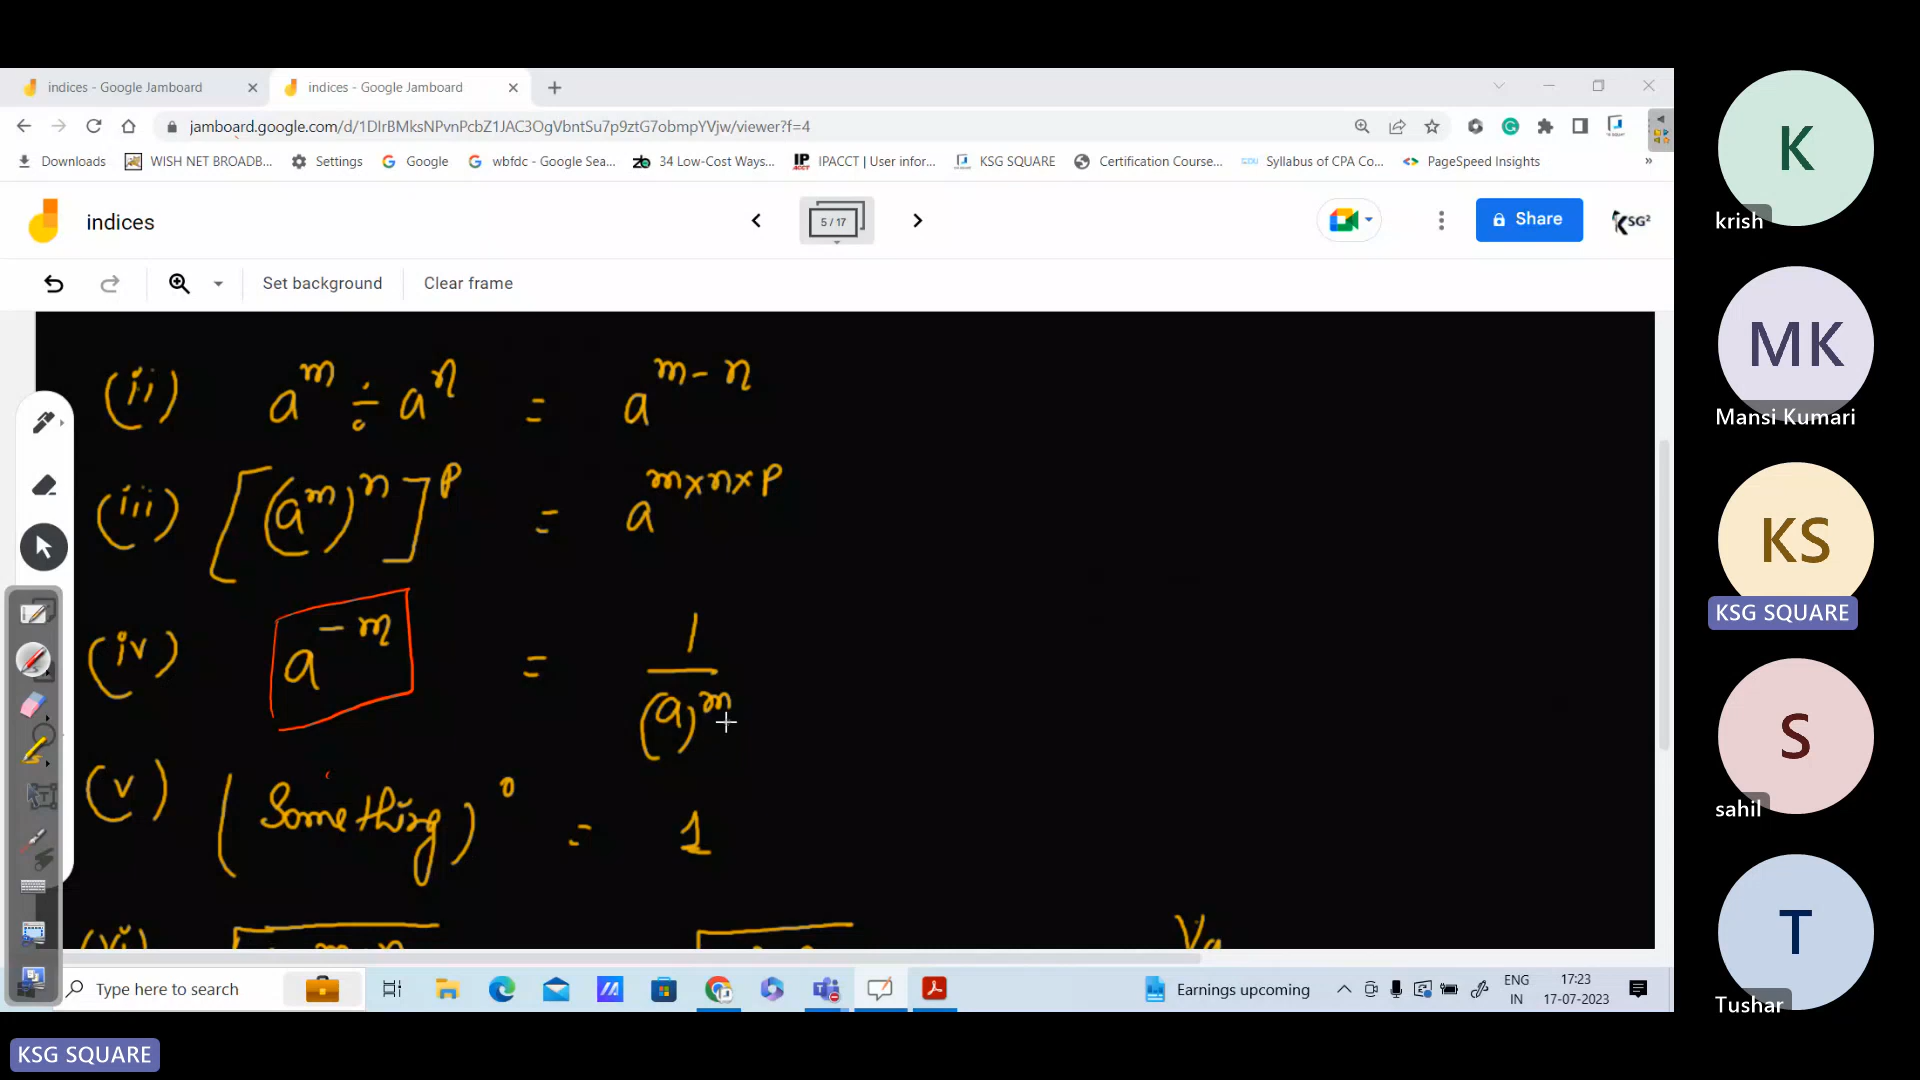 indices - Google Jamboard
indices - Google Jamboard
jamboard.google.com/d/1DIrBMksNPvnPcbZ1JAC3OgVbntSu7p9ztG7obmpYVjw/viewer?f=4
Downloads WISH NET BROADB... Settings Google wbfdc - Google Sea... 34 Low-Cost Ways... IPACCT | User infor... KSG SQUARE Certification Course... Syllabus of CPA Co... PageSpeed Insights »
indices 5 / 17 Share KSG²
Set background Clear frame
(ii) a^m ÷ a^n = a^(m-n)
(iii) [(a^m)^n]^p = a^(m×n×p)
(iv) a^-m = 1/(a)^m
(v) (Something)^0 = 1
(vi)
Type here to search Earnings upcoming ENG IN 17:23 17-07-2023
K
krish
MK
Mansi Kumari
KS
KSG SQUARE
S
sahil
T
Tushar
KSG SQUARE